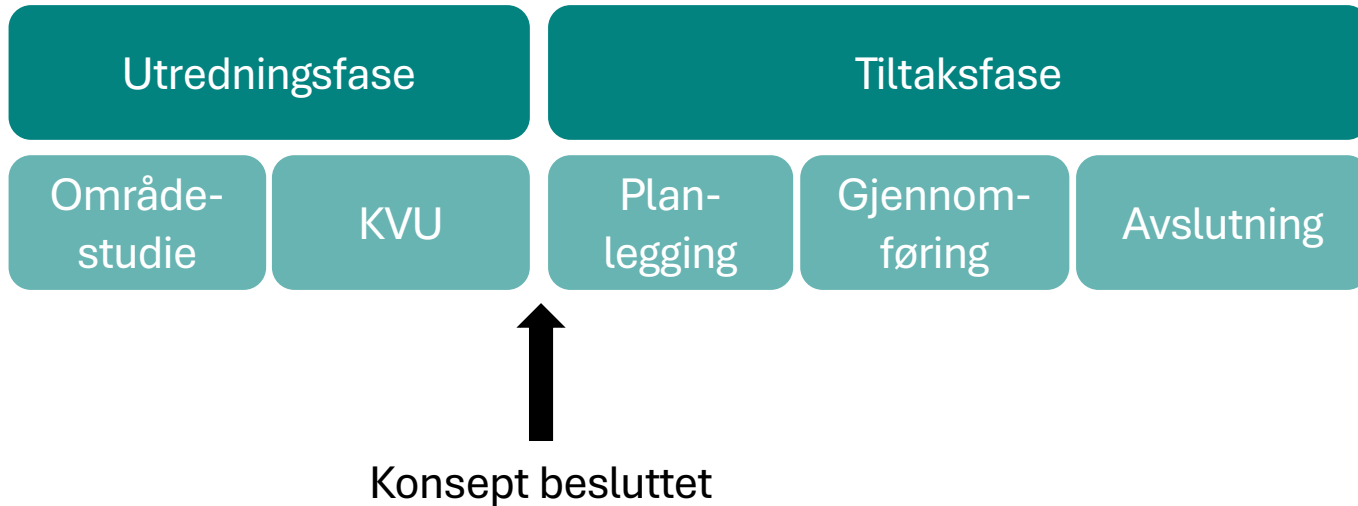 Utredningsfase
Tiltaksfase
Område-
studie
KVU
Plan-
legging
Gjennom-
føring
Avslutning
Konsept besluttet